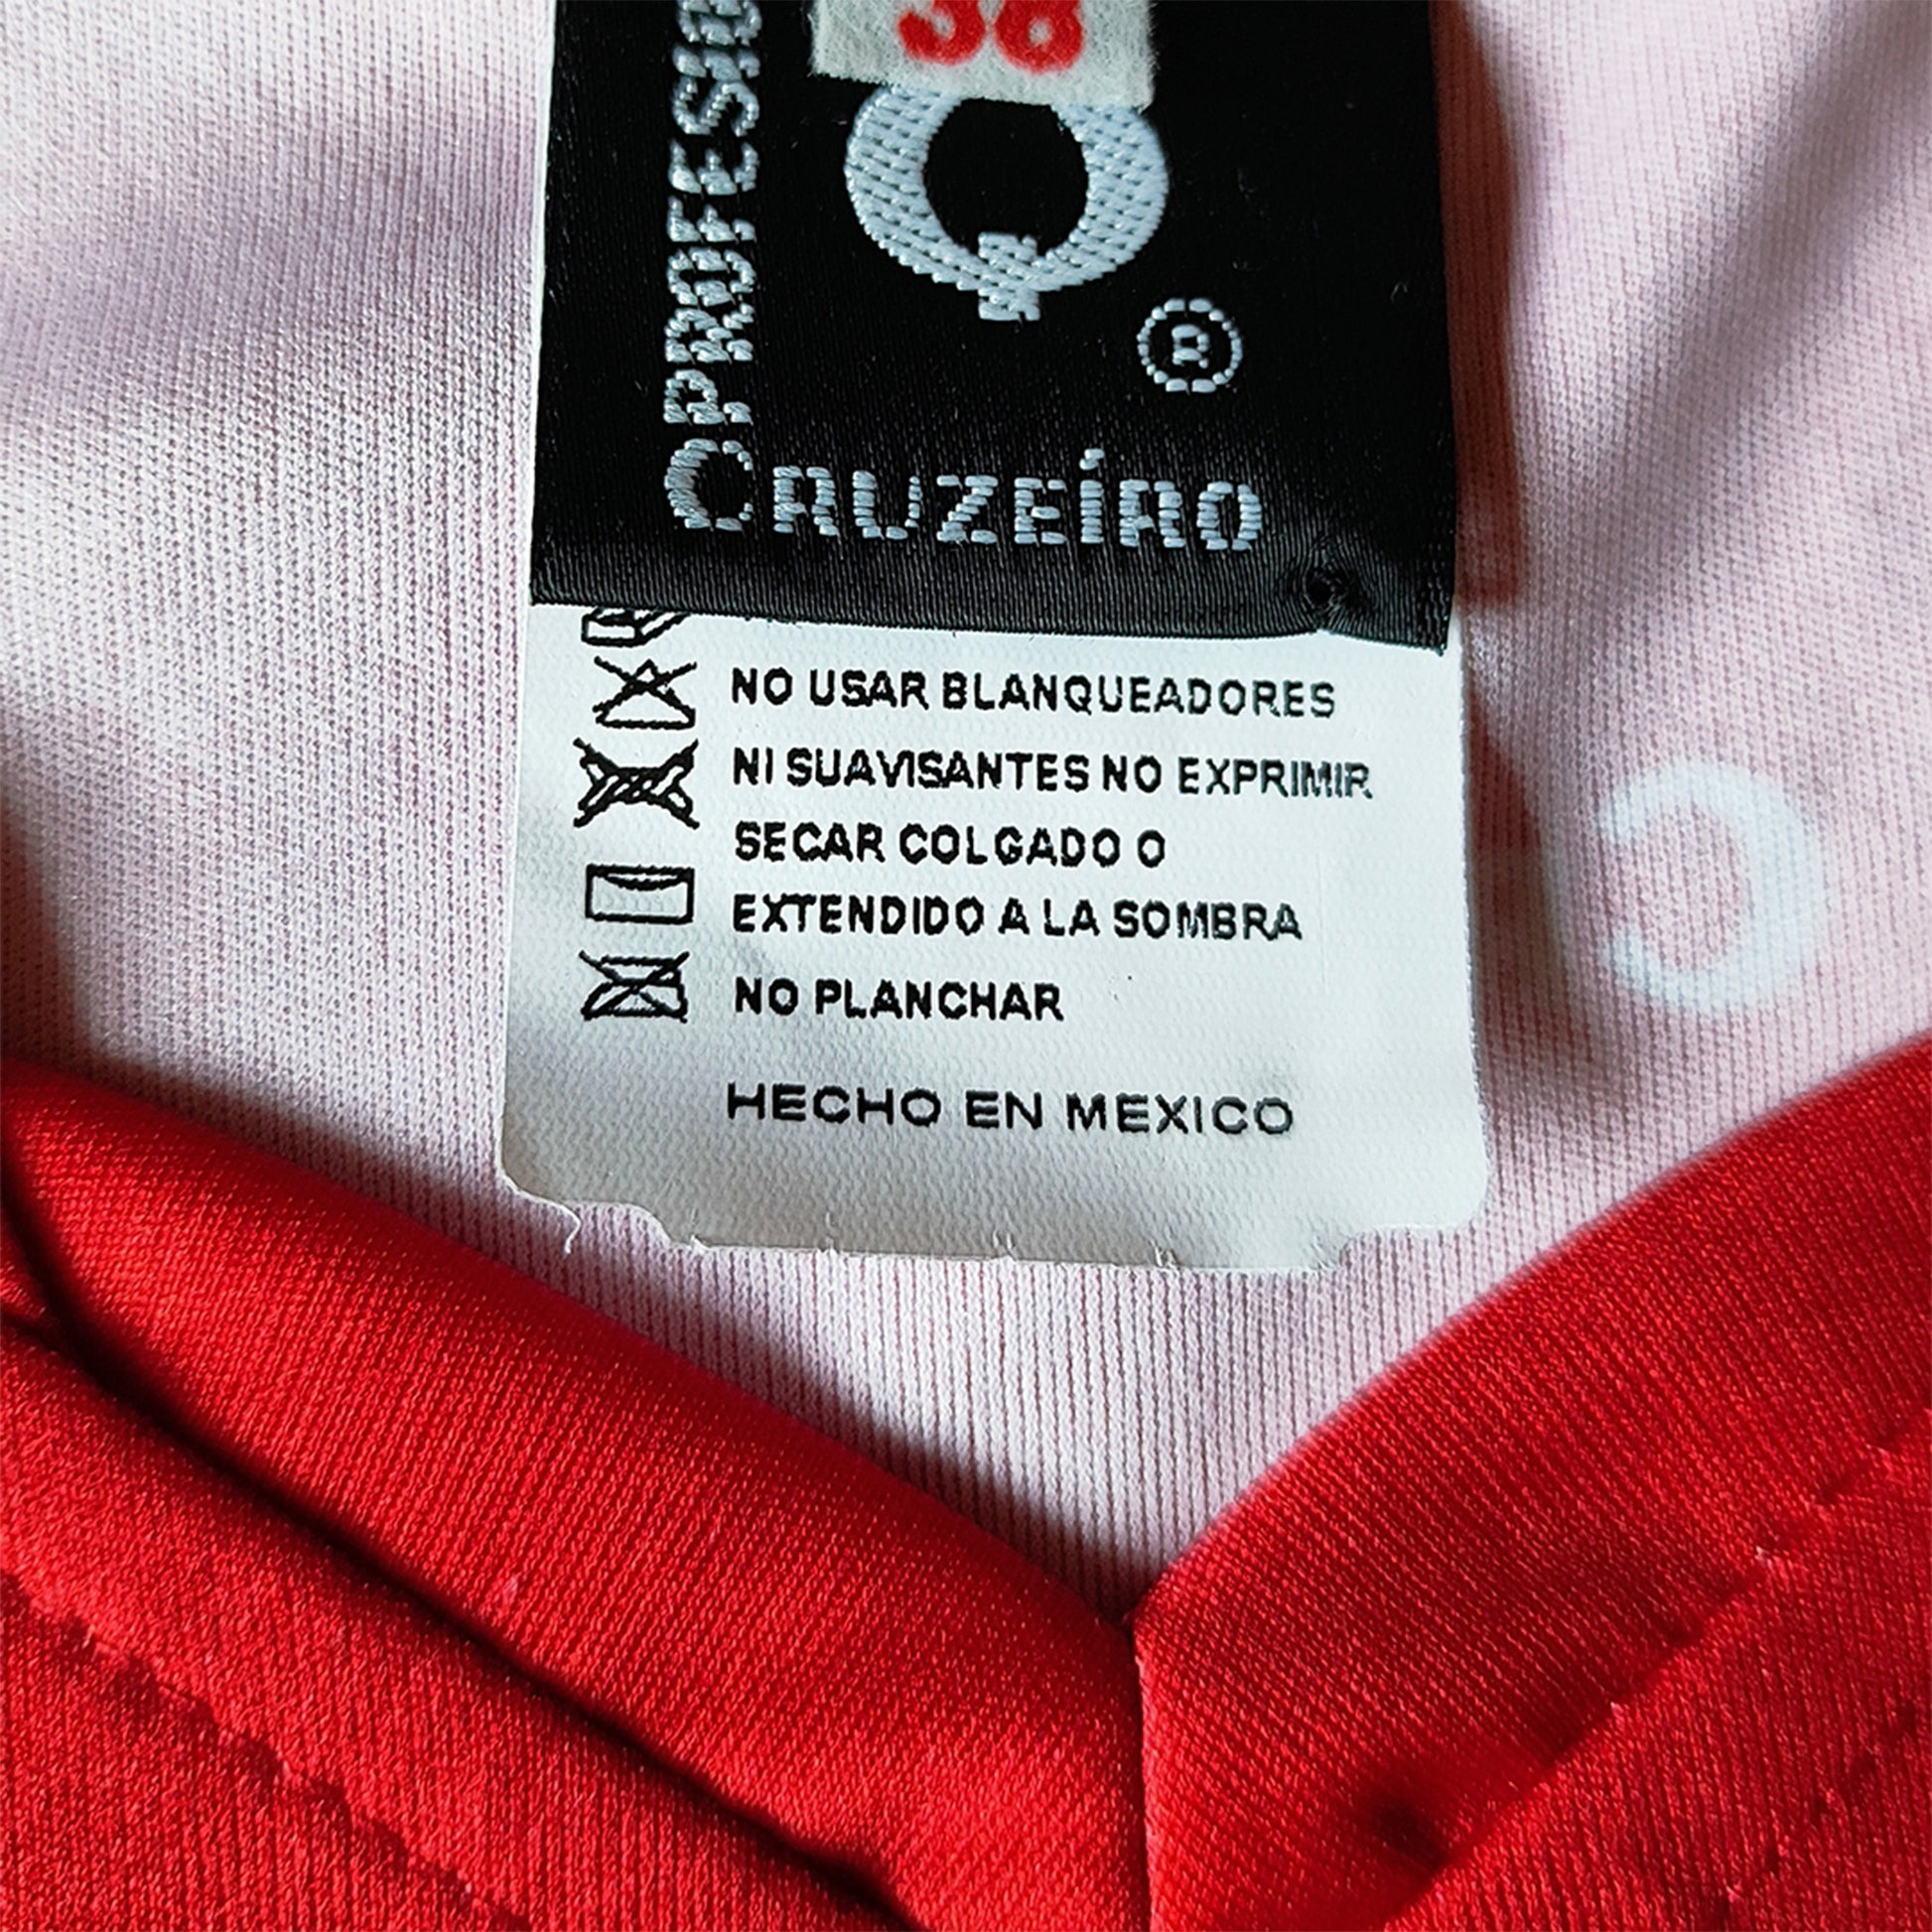 38
PROFESIO
Q
®
CRUZEÍRO
NO USAR BLANQUEADORES
NI SUAVISANTES NO EXPRIMIR
SECAR COLGADO O
EXTENDIDO A LA SOMBRA
NO PLANCHAR
HECHO EN MEXICO